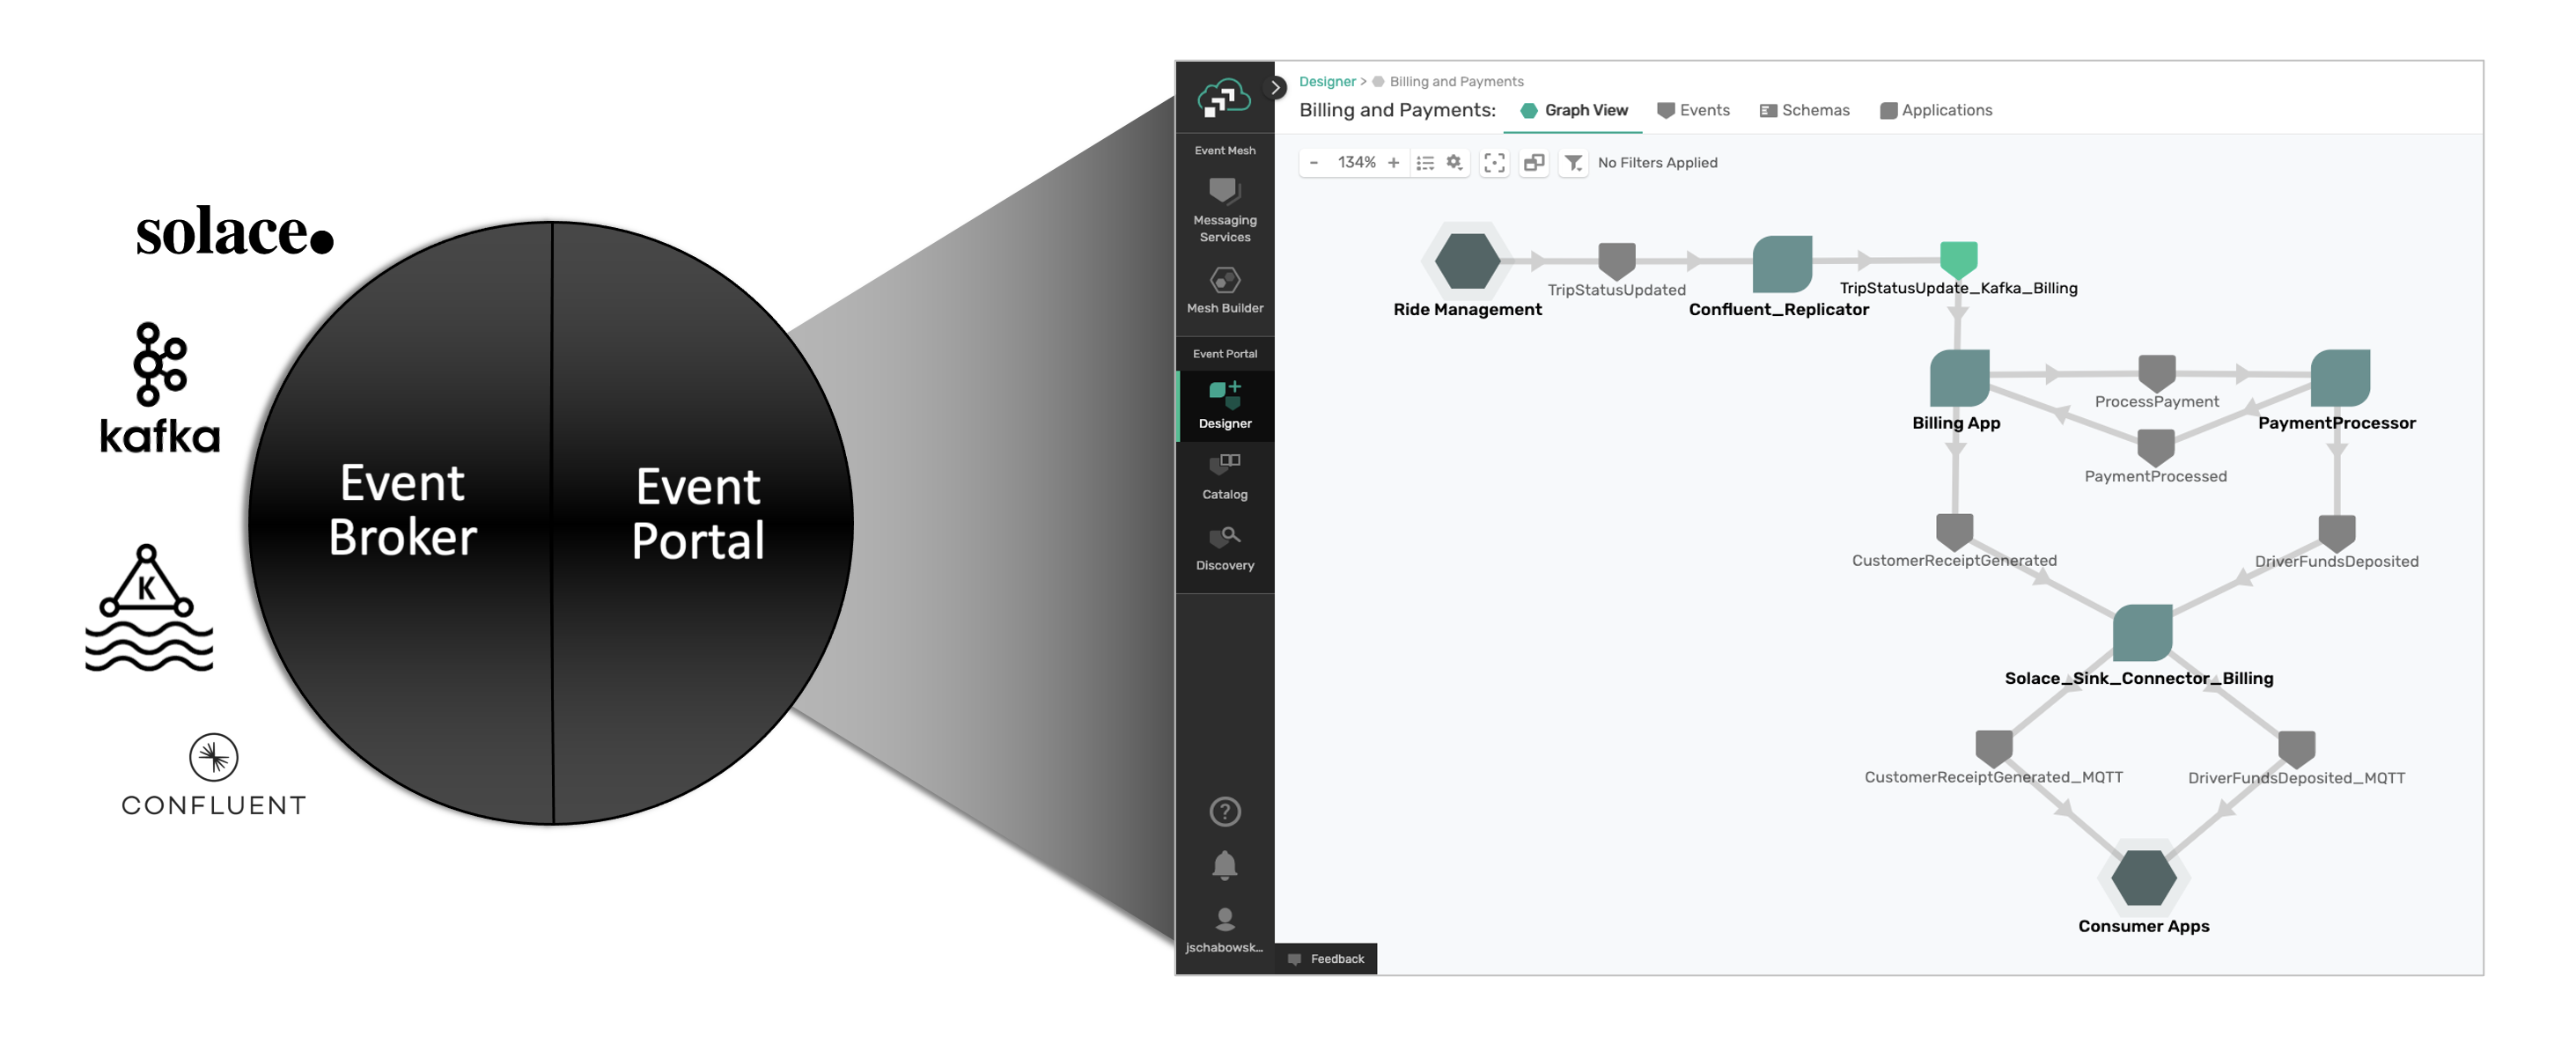 solace.
kafka
K
CONFLUENT
Event
Broker
Event
Portal
Event Mesh
Messaging
Services
Mesh Builder
Event Portal
Designer
Catalog
Discovery
?
jschabowsk...
Designer > Billing and Payments
Billing and Payments: Graph View Events Schemas Applications
- 134% + No Filters Applied
TripStatusUpdated
TripStatusUpdate_Kafka_Billing
Ride Management
Confluent_Replicator
ProcessPayment
Billing App
PaymentProcessor
PaymentProcessed
CustomerReceiptGenerated
DriverFundsDeposited
Solace_Sink_Connector_Billing
CustomerReceiptGenerated_MQTT
DriverFundsDeposited_MQTT
Consumer Apps
Feedback